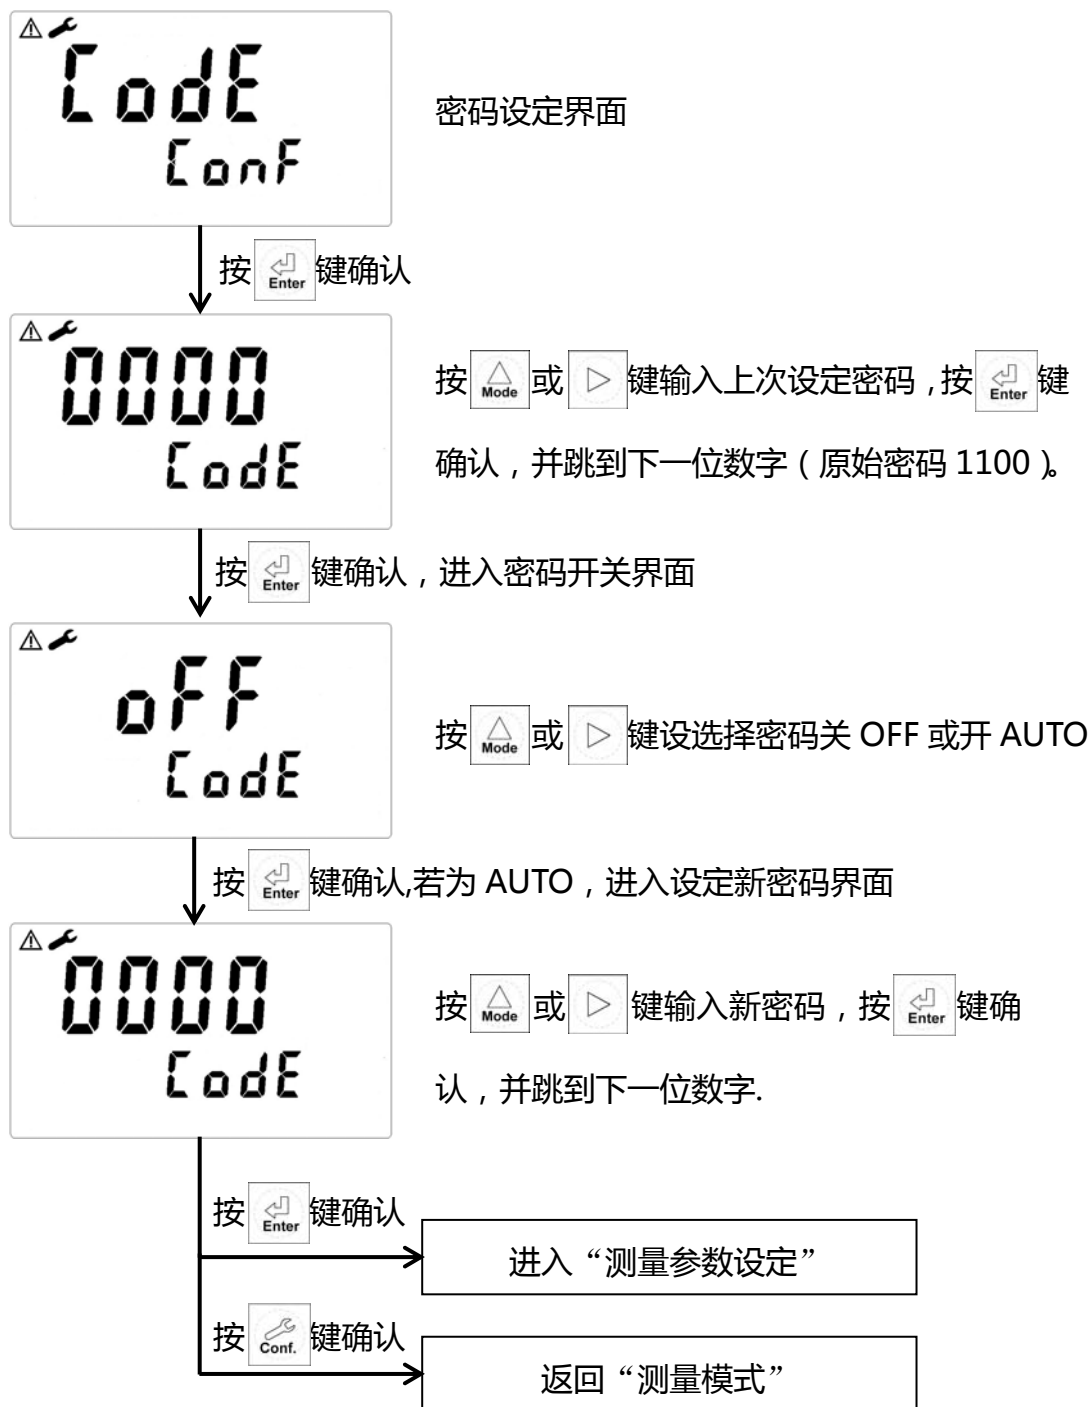 CodE
ConF
密码设定界面
按 Enter 键确认
0000
CodE
按 Mode 或 键输入上次设定密码，按 Enter 键
确认，并跳到下一位数字（原始密码 1100）。
按 Enter 键确认，进入密码开关界面
oFF
CodE
按 Mode 或 键设选择密码关 OFF 或开 AUTO
按 Enter 键确认,若为 AUTO，进入设定新密码界面
0000
CodE
按 Mode 或 键输入新密码，按 Enter 键确
认，并跳到下一位数字.
按 Enter 键确认
进入“测量参数设定”
按 Conf. 键确认
返回“测量模式”